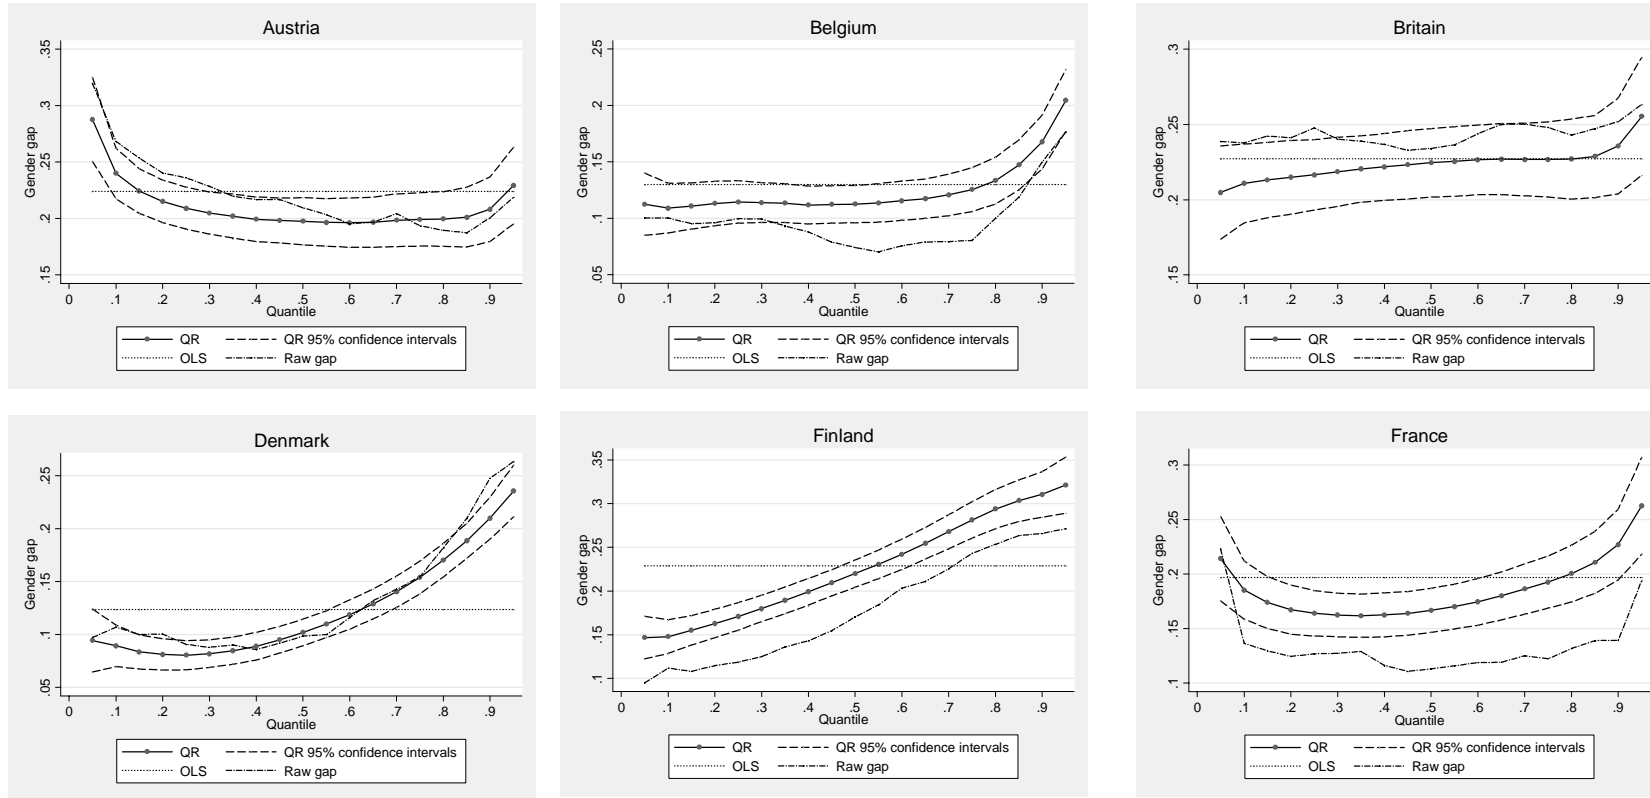 Austria
.35
.3
.25
.2
.15
Gender gap
0 .1 .2 .3 .4 .5 .6 .7 .8 .9
Quantile
QR QR 95% confidence intervals
OLS Raw gap
Belgium
.25
.2
.15
.1
.05
Gender gap
0 .1 .2 .3 .4 .5 .6 .7 .8 .9
Quantile
QR QR 95% confidence intervals
OLS Raw gap
Britain
.3
.25
.2
.15
Gender gap
0 .1 .2 .3 .4 .5 .6 .7 .8 .9
Quantile
QR QR 95% confidence intervals
OLS Raw gap
Denmark
.25
.2
.15
.1
.05
Gender gap
0 .1 .2 .3 .4 .5 .6 .7 .8 .9
Quantile
QR QR 95% confidence intervals
OLS Raw gap
Finland
.35
.3
.25
.2
.15
.1
Gender gap
0 .1 .2 .3 .4 .5 .6 .7 .8 .9
Quantile
QR QR 95% confidence intervals
OLS Raw gap
France
.3
.25
.2
.15
.1
Gender gap
0 .1 .2 .3 .4 .5 .6 .7 .8 .9
Quantile
QR QR 95% confidence intervals
OLS Raw gap